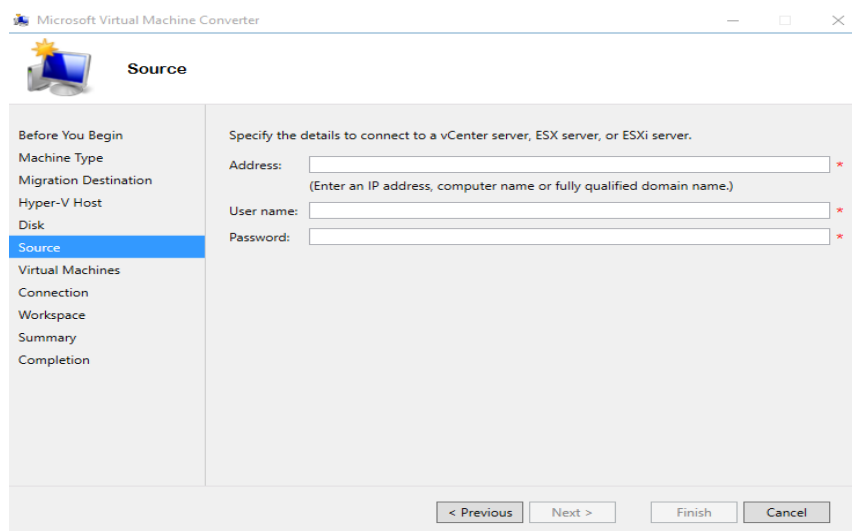 Microsoft Virtual Machine Converter
Source
Before You Begin
Machine Type
Migration Destination
Hyper-V Host
Disk
Source
Virtual Machines
Connection
Workspace
Summary
Completion
Specify the details to connect to a vCenter server, ESX server, or ESXi server.
Address: *
(Enter an IP address, computer name or fully qualified domain name.)
User name: *
Password: *
< Previous Next > Finish Cancel